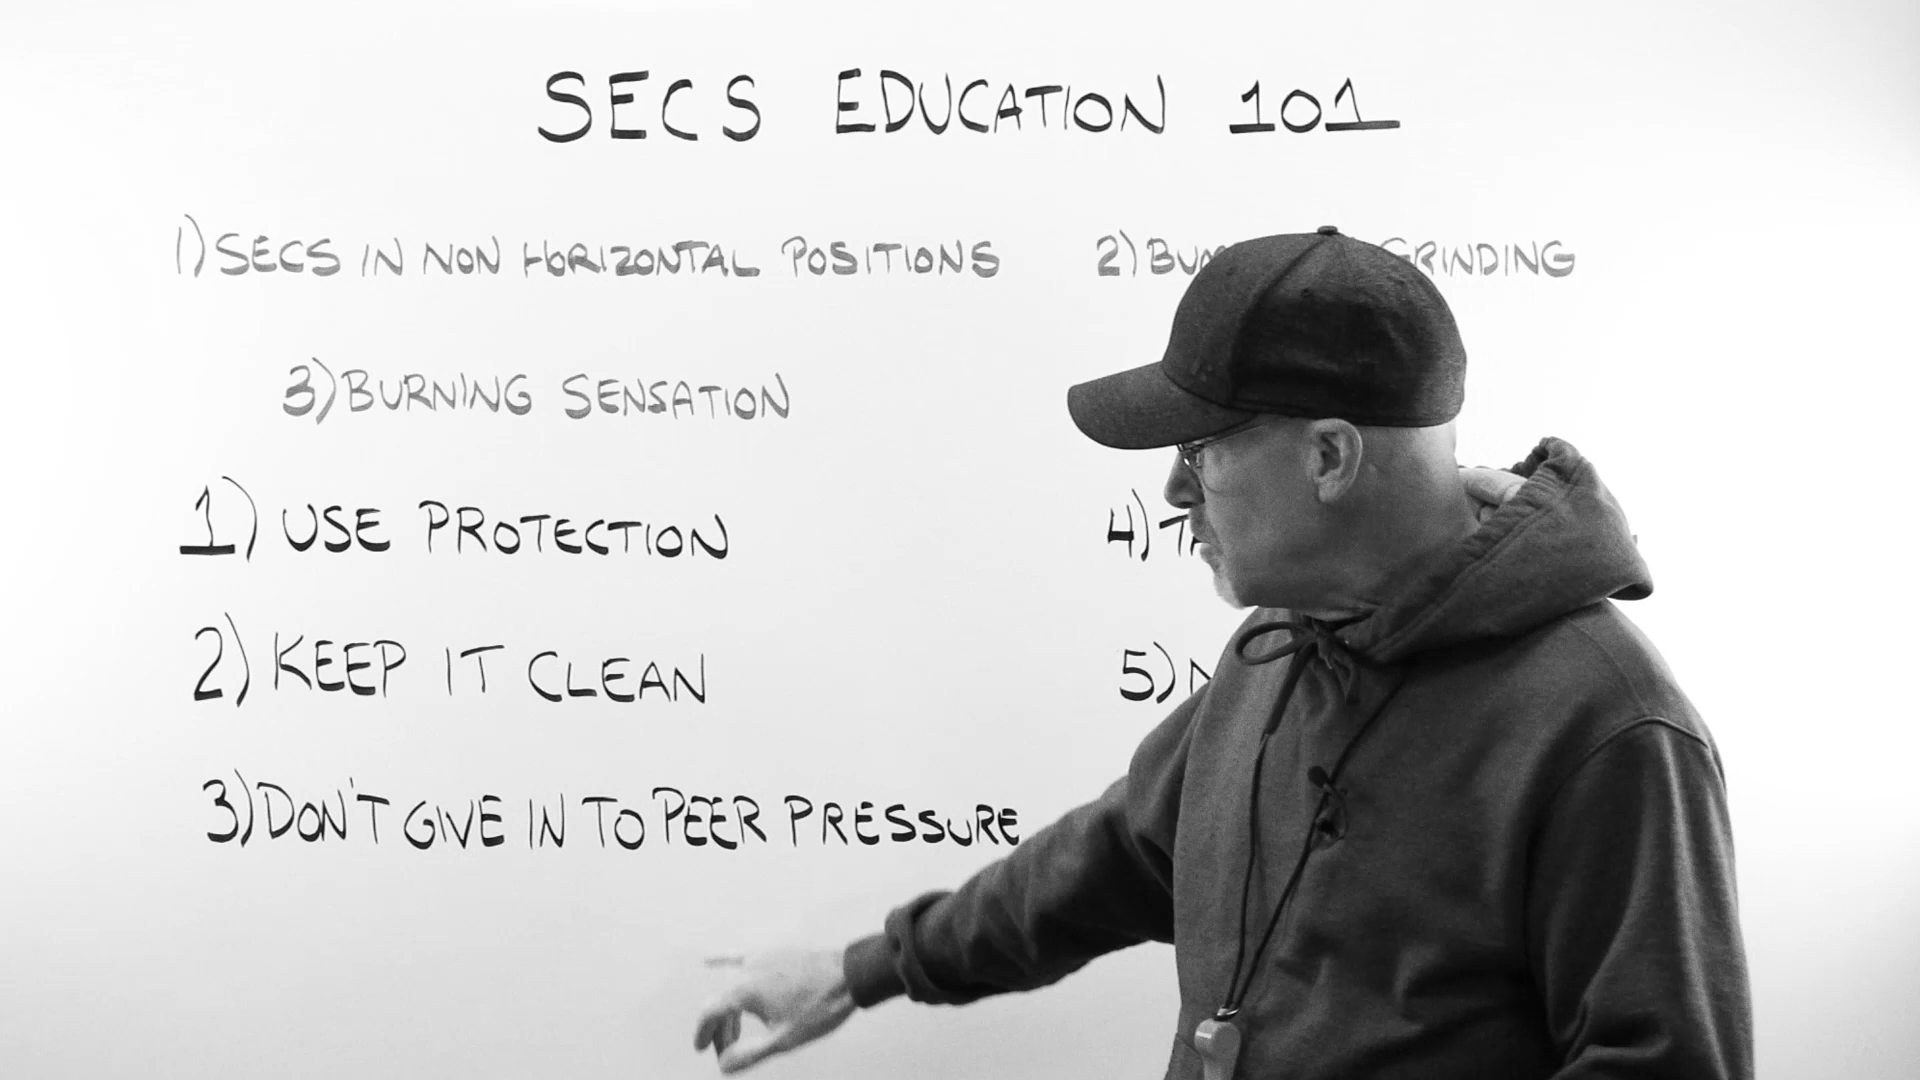 SECS EDUCATION 101
1) SECS IN NON HORIZONTAL POSITIONS
2) GRINDING
3) BURNING SENSATION
1) USE PROTECTION
4)
2) KEEP IT CLEAN
5)
3) DON'T GIVE IN TO PEER PRESSURE